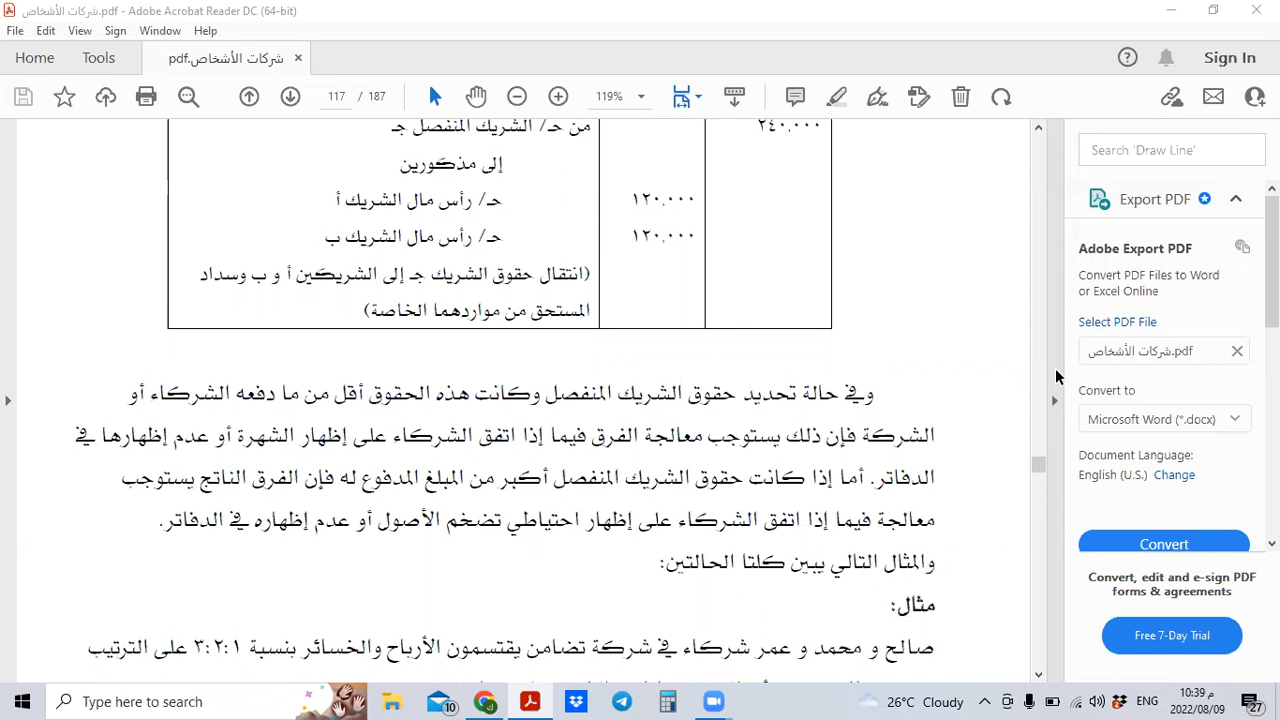 شركات الأشخاص.pdf - Adobe Acrobat Reader DC (64-bit)
File Edit View Sign Window Help
Home Tools شركات الأشخاص.pdf × Sign In
117 / 187 119%
٢٤٠,٠٠٠ من حـ/ الشريك المنفصل جـ
إلى مذكورين
١٢٠,٠٠٠ حـ/ رأس مال الشريك أ
١٢٠,٠٠٠ حـ/ رأس مال الشريك ب
(انتقال حقوق الشريك جـ إلى الشريكين أ و ب وسداد
المستحق من مواردهما الخاصة)
وفي حالة تحديد حقوق الشريك المنفصل وكانت هذه الحقوق أقل من ما دفعه الشركاء أو
الشركة فإن ذلك يستوجب معالجة الفرق فيما إذا اتفق الشركاء على إظهار الشهرة أو عدم إظهارها في
الدفاتر. أما إذا كانت حقوق الشريك المنفصل أكبر من المبلغ المدفوع له فإن الفرق الناتج يستوجب
معالجة فيما إذا اتفق الشركاء على إظهار احتياطي تضخم الأصول أو عدم إظهاره في الدفاتر.
والمثال التالي يبين كلتا الحالتين:
مثال:
صالح و محمد و عمر شركاء في شركة تضامن يقتسمون الأرباح والخسائر بنسبة ٣:٢:١ على الترتيب
Search 'Draw Line'
Export PDF
Adobe Export PDF
Convert PDF Files to Word
or Excel Online
Select PDF File
شركات الأشخاص.pdf
Convert to
Microsoft Word (*.docx)
Document Language:
English (U.S.) Change
Convert
Convert, edit and e-sign PDF
forms & agreements
Free 7-Day Trial
Type here to search
10
26°C Cloudy
2
ENG
10:39 م
2022/08/09
27